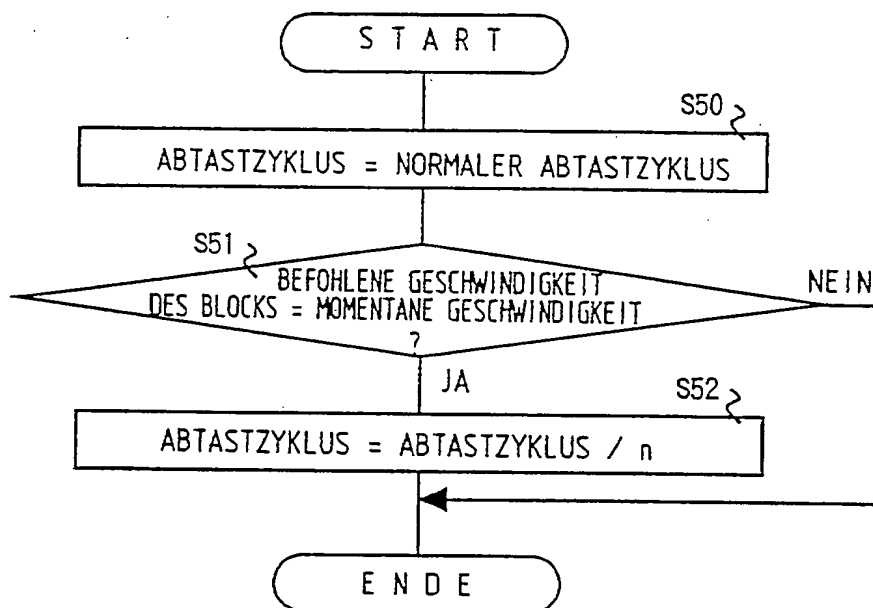 START
S50
ABTASTZYKLUS = NORMALER ABTASTZYKLUS
S51
BEFOHLENE GESCHWINDIGKEIT
DES BLOCKS = MOMENTANE GESCHWINDIGKEIT
?
NEIN
JA
S52
ABTASTZYKLUS = ABTASTZYKLUS / n
ENDE